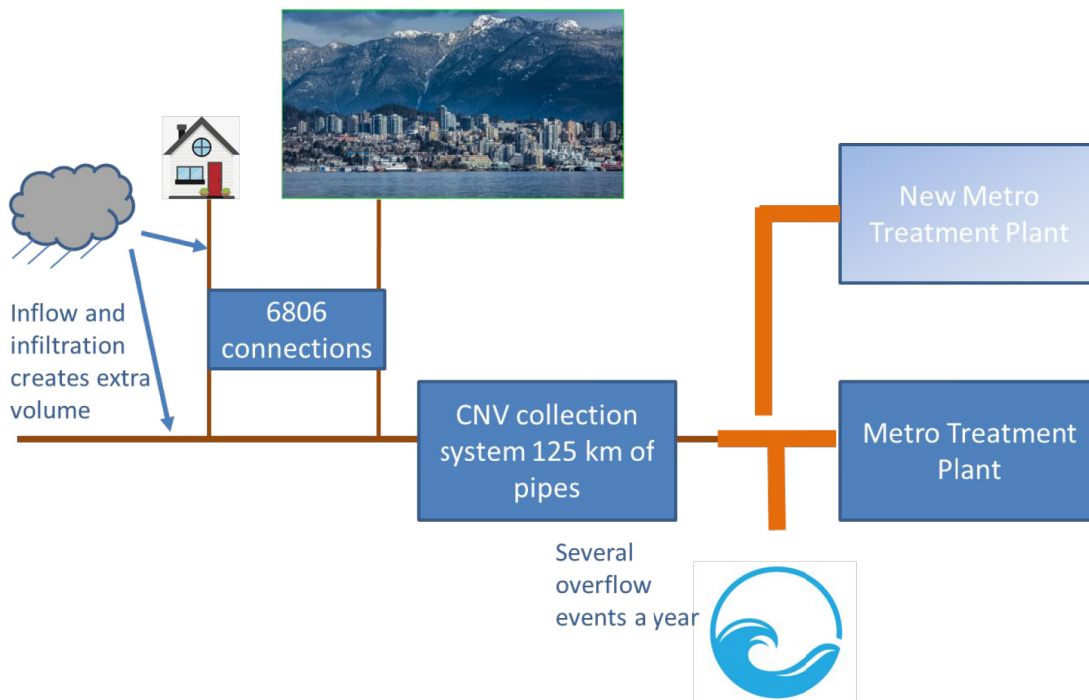 New Metro
Treatment Plant
Inflow and
infiltration
creates extra
volume
6806
connections
CNV collection
system 125 km of
pipes
Metro Treatment
Plant
Several
overflow
events a year